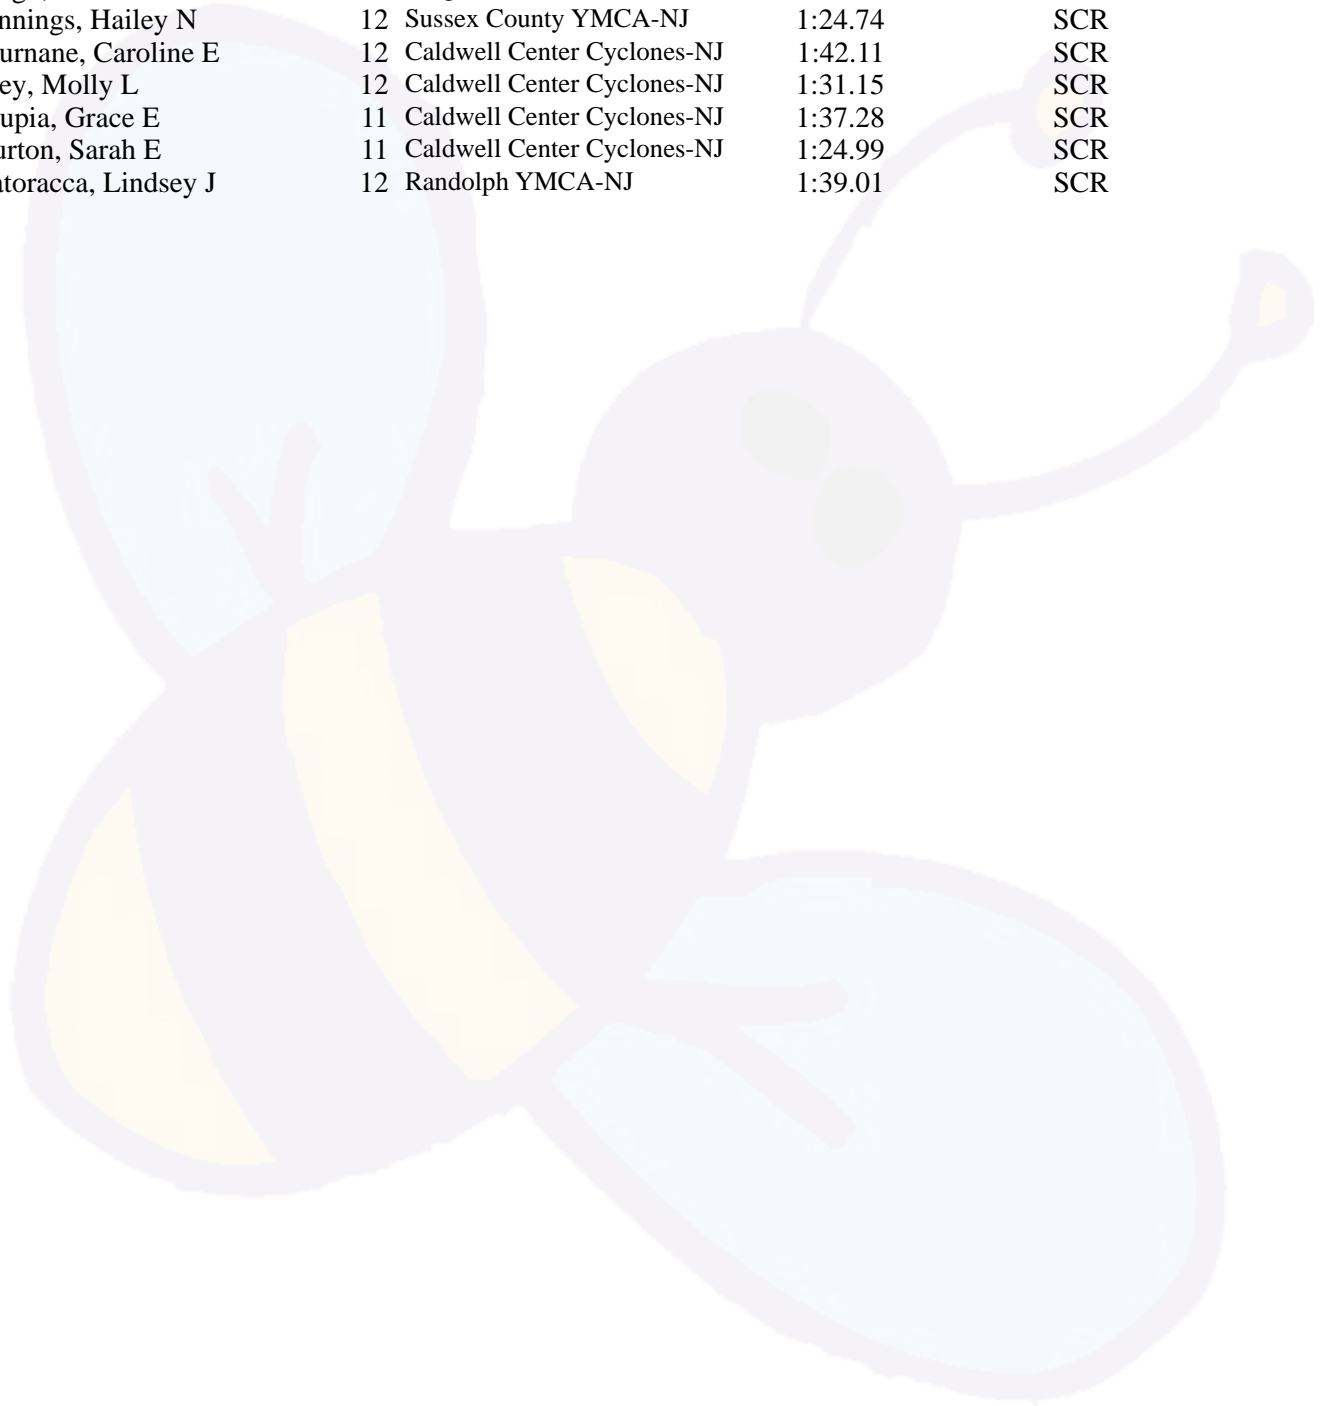 nnings, Hailey N 12 Sussex County YMCA-NJ 1:24.74 SCR
urnane, Caroline E 12 Caldwell Center Cyclones-NJ 1:42.11 SCR
ey, Molly L 12 Caldwell Center Cyclones-NJ 1:31.15 SCR
upia, Grace E 11 Caldwell Center Cyclones-NJ 1:37.28 SCR
urton, Sarah E 11 Caldwell Center Cyclones-NJ 1:24.99 SCR
atoracca, Lindsey J 12 Randolph YMCA-NJ 1:39.01 SCR